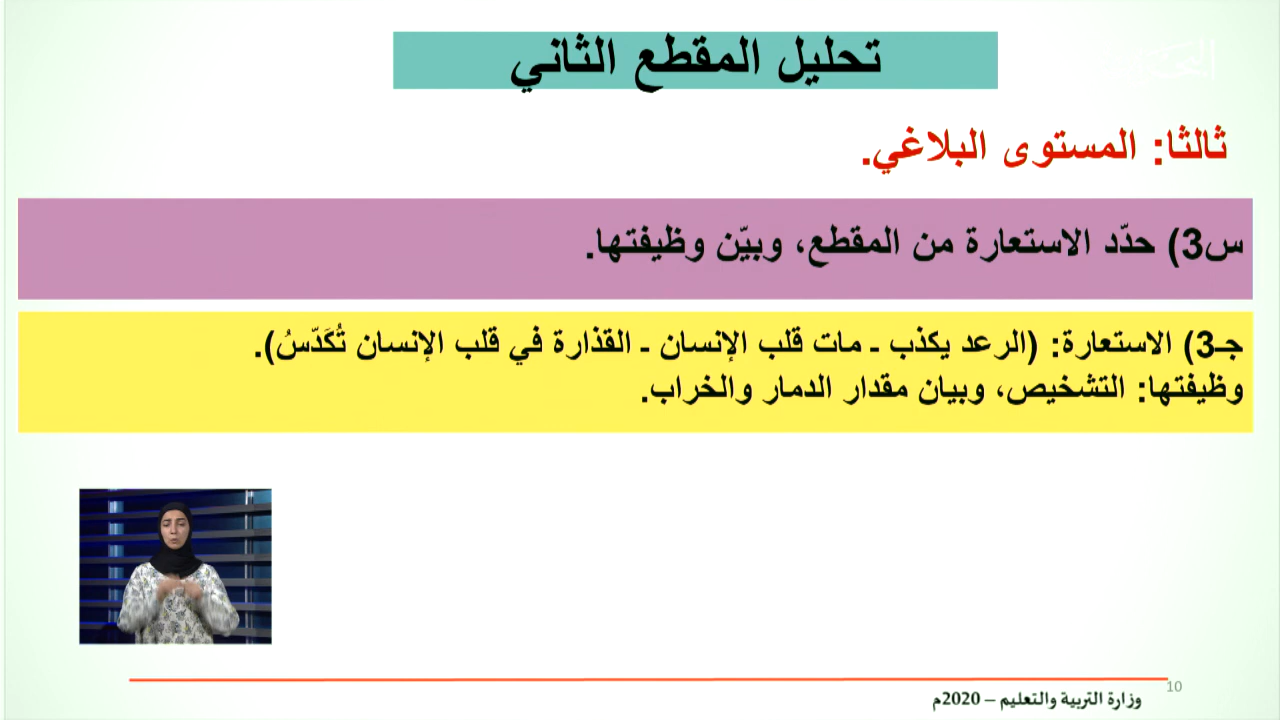 تحليل المقطع الثاني
ثالثا: المستوى البلاغي.
س3) حدّد الاستعارة من المقطع، وبيّن وظيفتها.
جـ3) الاستعارة: (الرعد يكذب ـ مات قلب الإنسان ـ القذارة في قلب الإنسان تُكَدّسُ).
وظيفتها: التشخيص، وبيان مقدار الدمار والخراب.
10
وزارة التربية والتعليم – 2020م